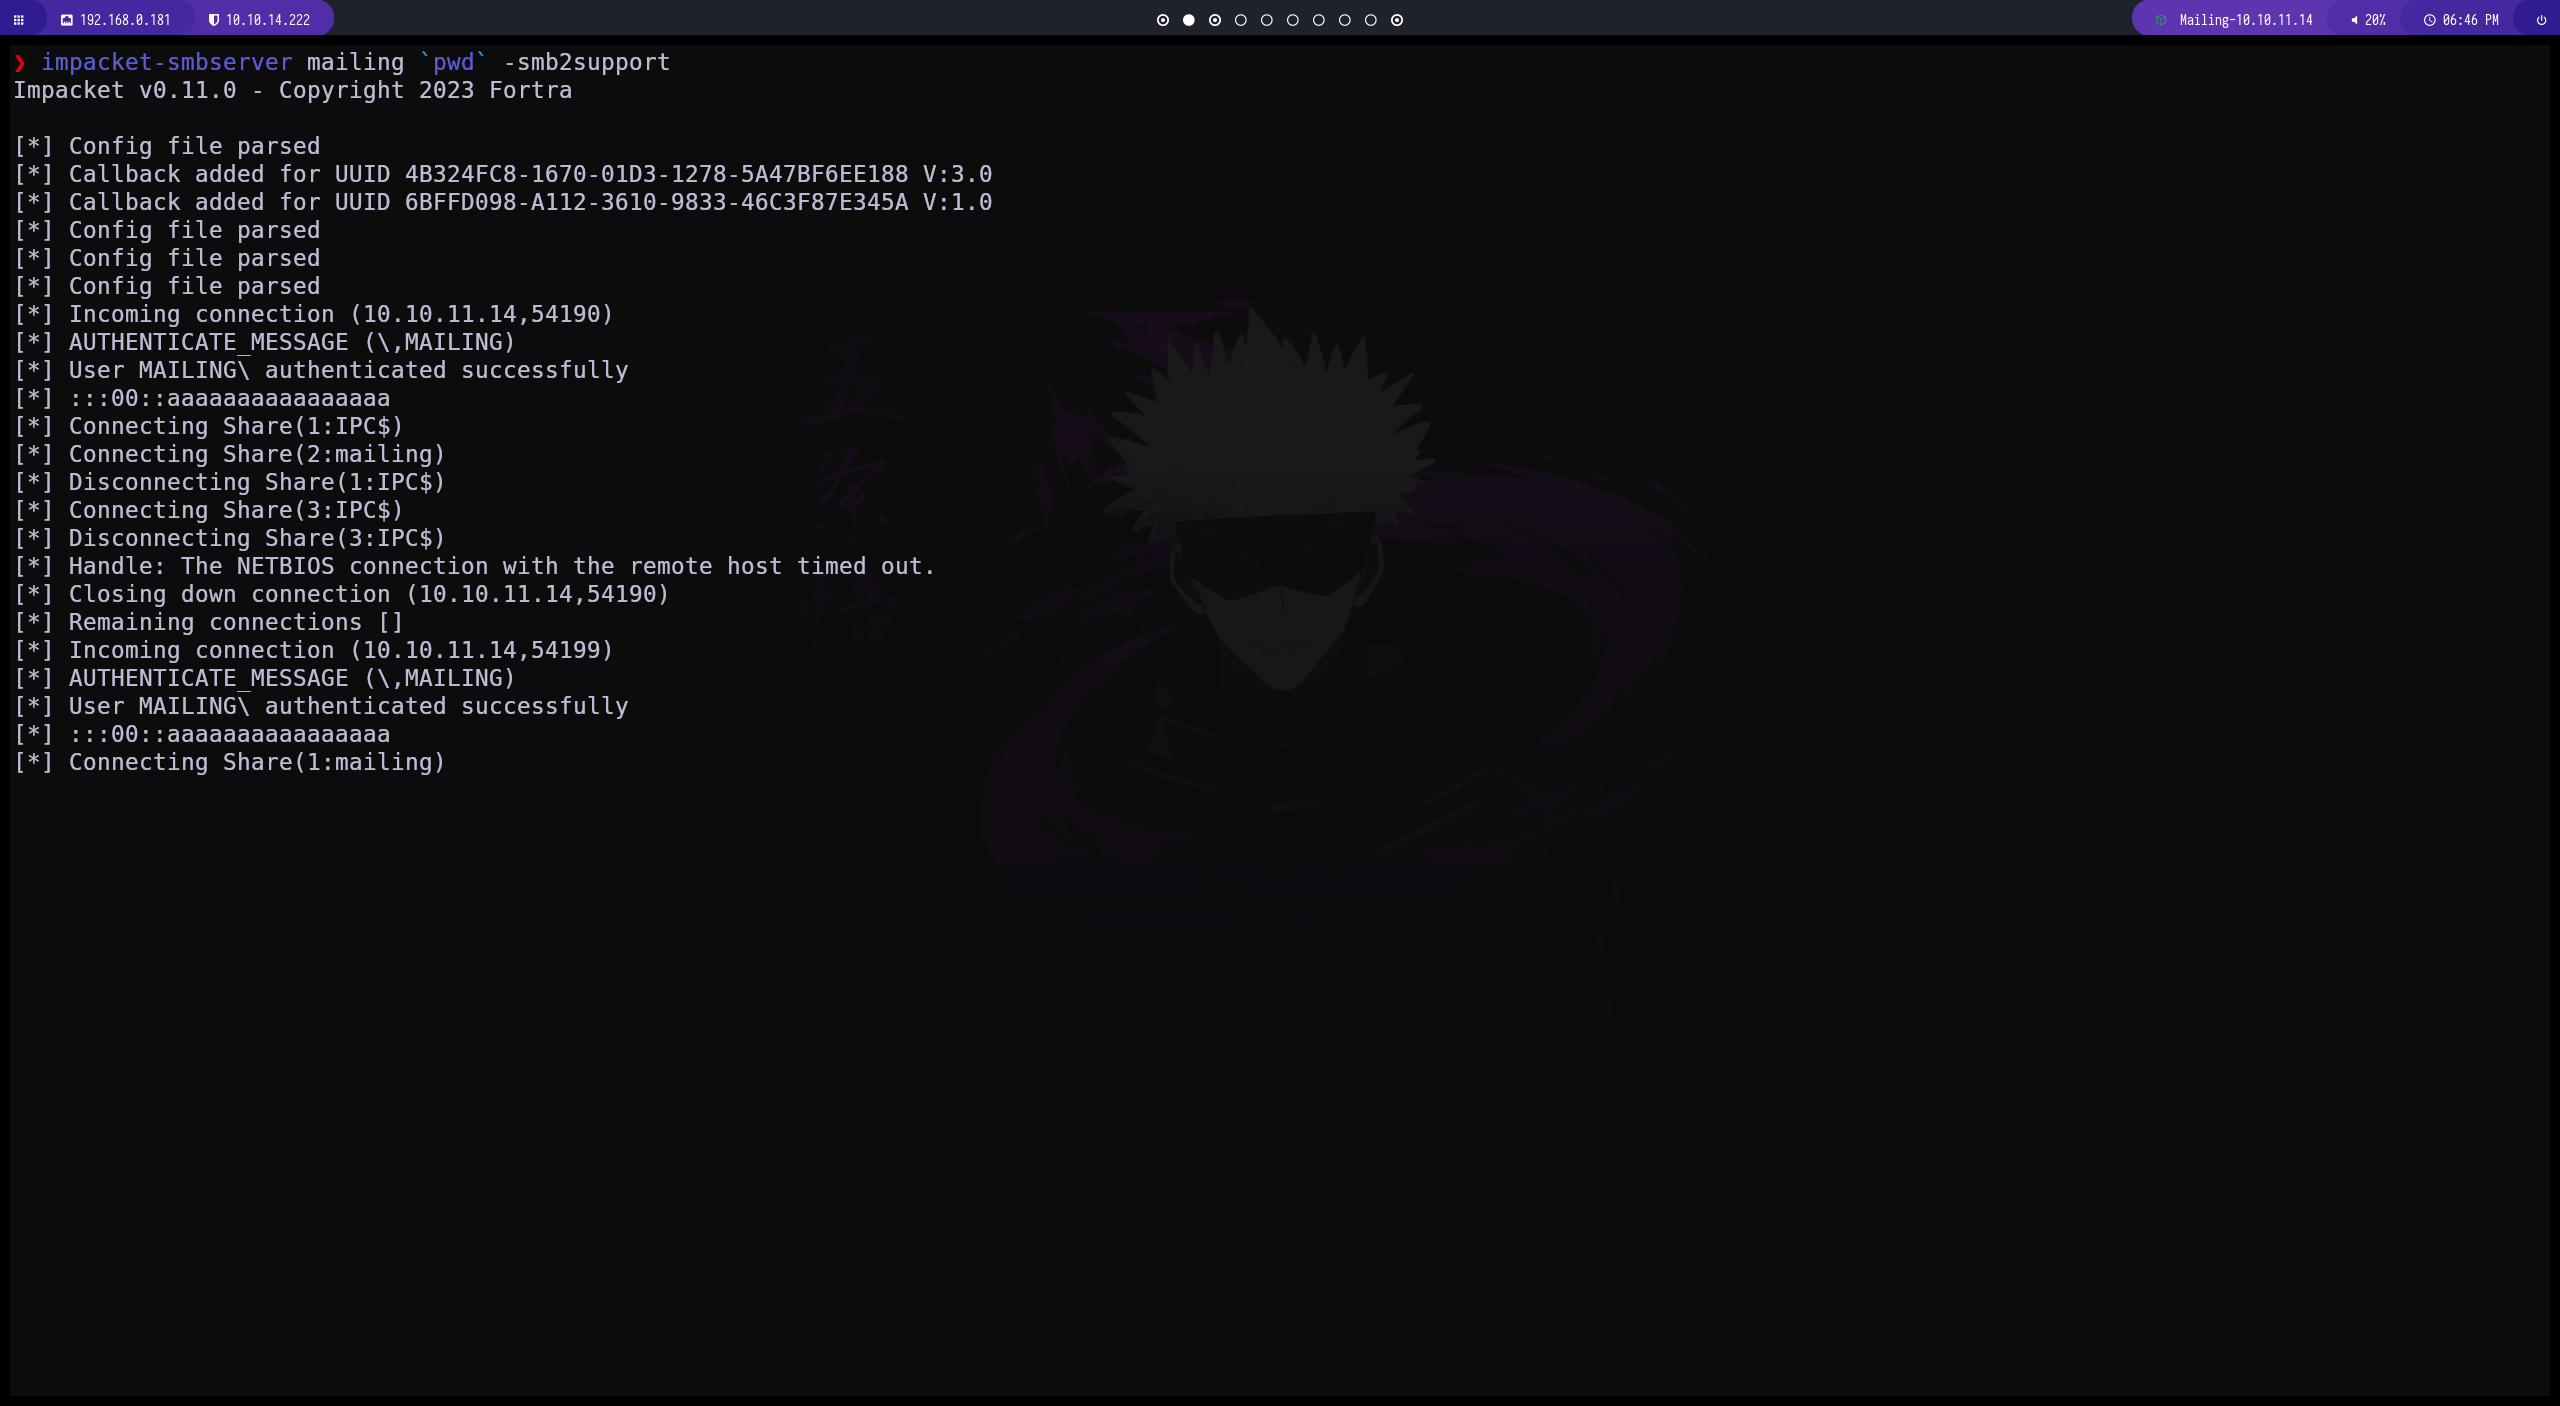 192.168.0.181 10.10.14.222 Mailing-10.10.11.14 20% 06:46 PM
❯ impacket-smbserver mailing `pwd` -smb2support
Impacket v0.11.0 - Copyright 2023 Fortra
[*] Config file parsed
[*] Callback added for UUID 4B324FC8-1670-01D3-1278-5A47BF6EE188 V:3.0
[*] Callback added for UUID 6BFFD098-A112-3610-9833-46C3F87E345A V:1.0
[*] Config file parsed
[*] Config file parsed
[*] Config file parsed
[*] Incoming connection (10.10.11.14,54190)
[*] AUTHENTICATE_MESSAGE (\,MAILING)
[*] User MAILING\ authenticated successfully
[*] :::00::aaaaaaaaaaaaaaaa
[*] Connecting Share(1:IPC$)
[*] Connecting Share(2:mailing)
[*] Disconnecting Share(1:IPC$)
[*] Connecting Share(3:IPC$)
[*] Disconnecting Share(3:IPC$)
[*] Handle: The NETBIOS connection with the remote host timed out.
[*] Closing down connection (10.10.11.14,54190)
[*] Remaining connections []
[*] Incoming connection (10.10.11.14,54199)
[*] AUTHENTICATE_MESSAGE (\,MAILING)
[*] User MAILING\ authenticated successfully
[*] :::00::aaaaaaaaaaaaaaaa
[*] Connecting Share(1:mailing)
五
条
悟